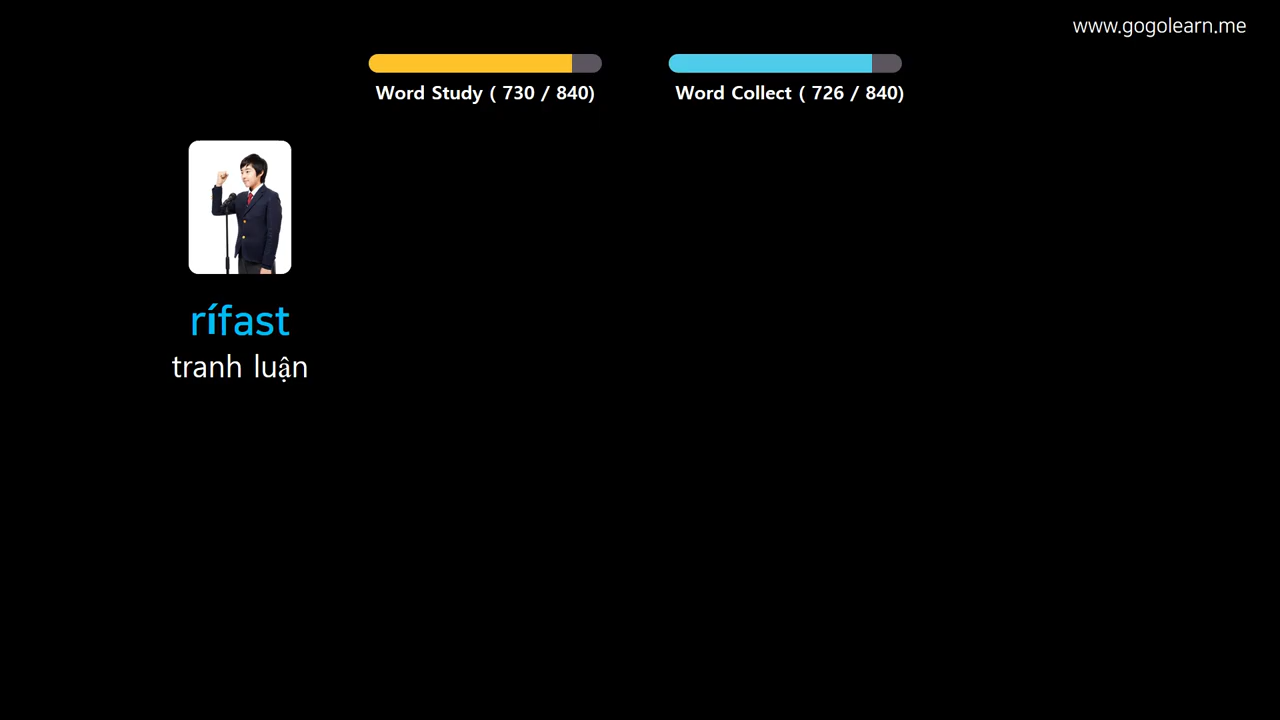 www.gogolearn.me
Word Study ( 730 / 840)
Word Collect ( 726 / 840)
rífast
tranh luận